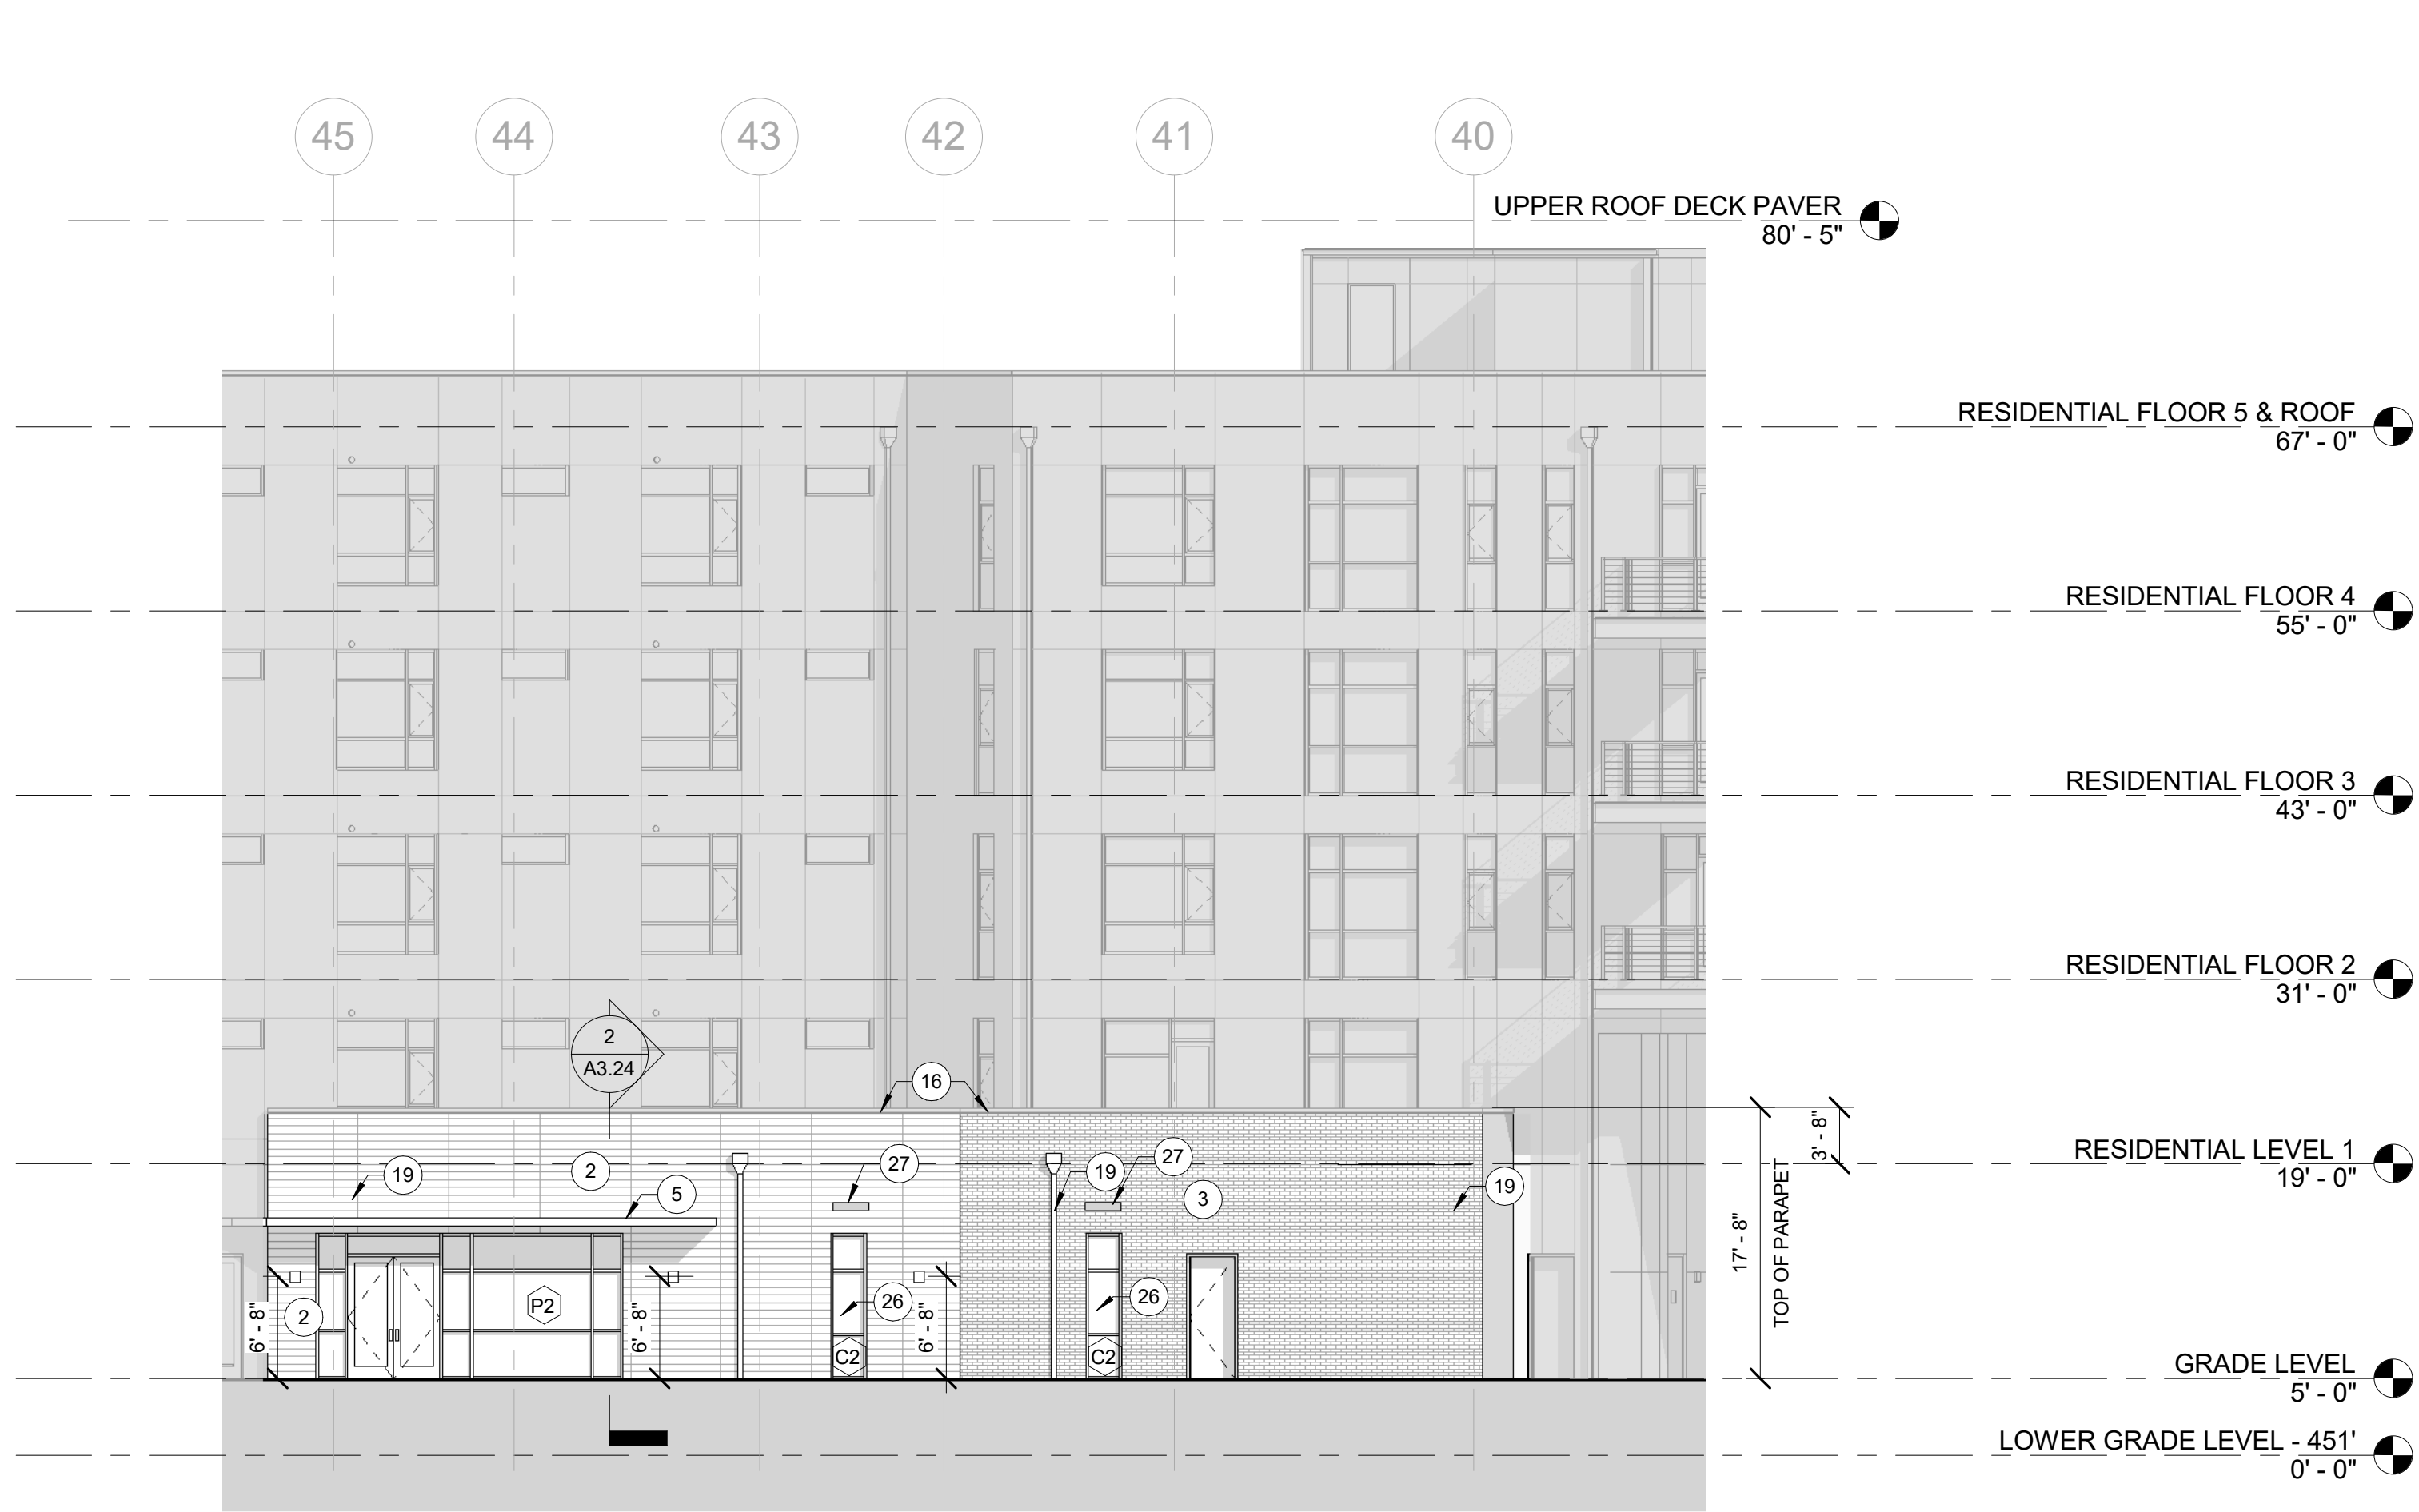 45
44
43
42
41
40
UPPER ROOF DECK PAVER
80' - 5"
RESIDENTIAL FLOOR 5 & ROOF
67' - 0"
RESIDENTIAL FLOOR 4
55' - 0"
RESIDENTIAL FLOOR 3
43' - 0"
RESIDENTIAL FLOOR 2
31' - 0"
2
A3.24
16
3' - 8"
RESIDENTIAL LEVEL 1
19' - 0"
19
2
5
27
19
27
3
19
17' - 8"
TOP OF PARAPET
6' - 8"
2
P2
6' - 8"
26
C2
6' - 8"
26
C2
GRADE LEVEL
5' - 0"
LOWER GRADE LEVEL - 451'
0' - 0"